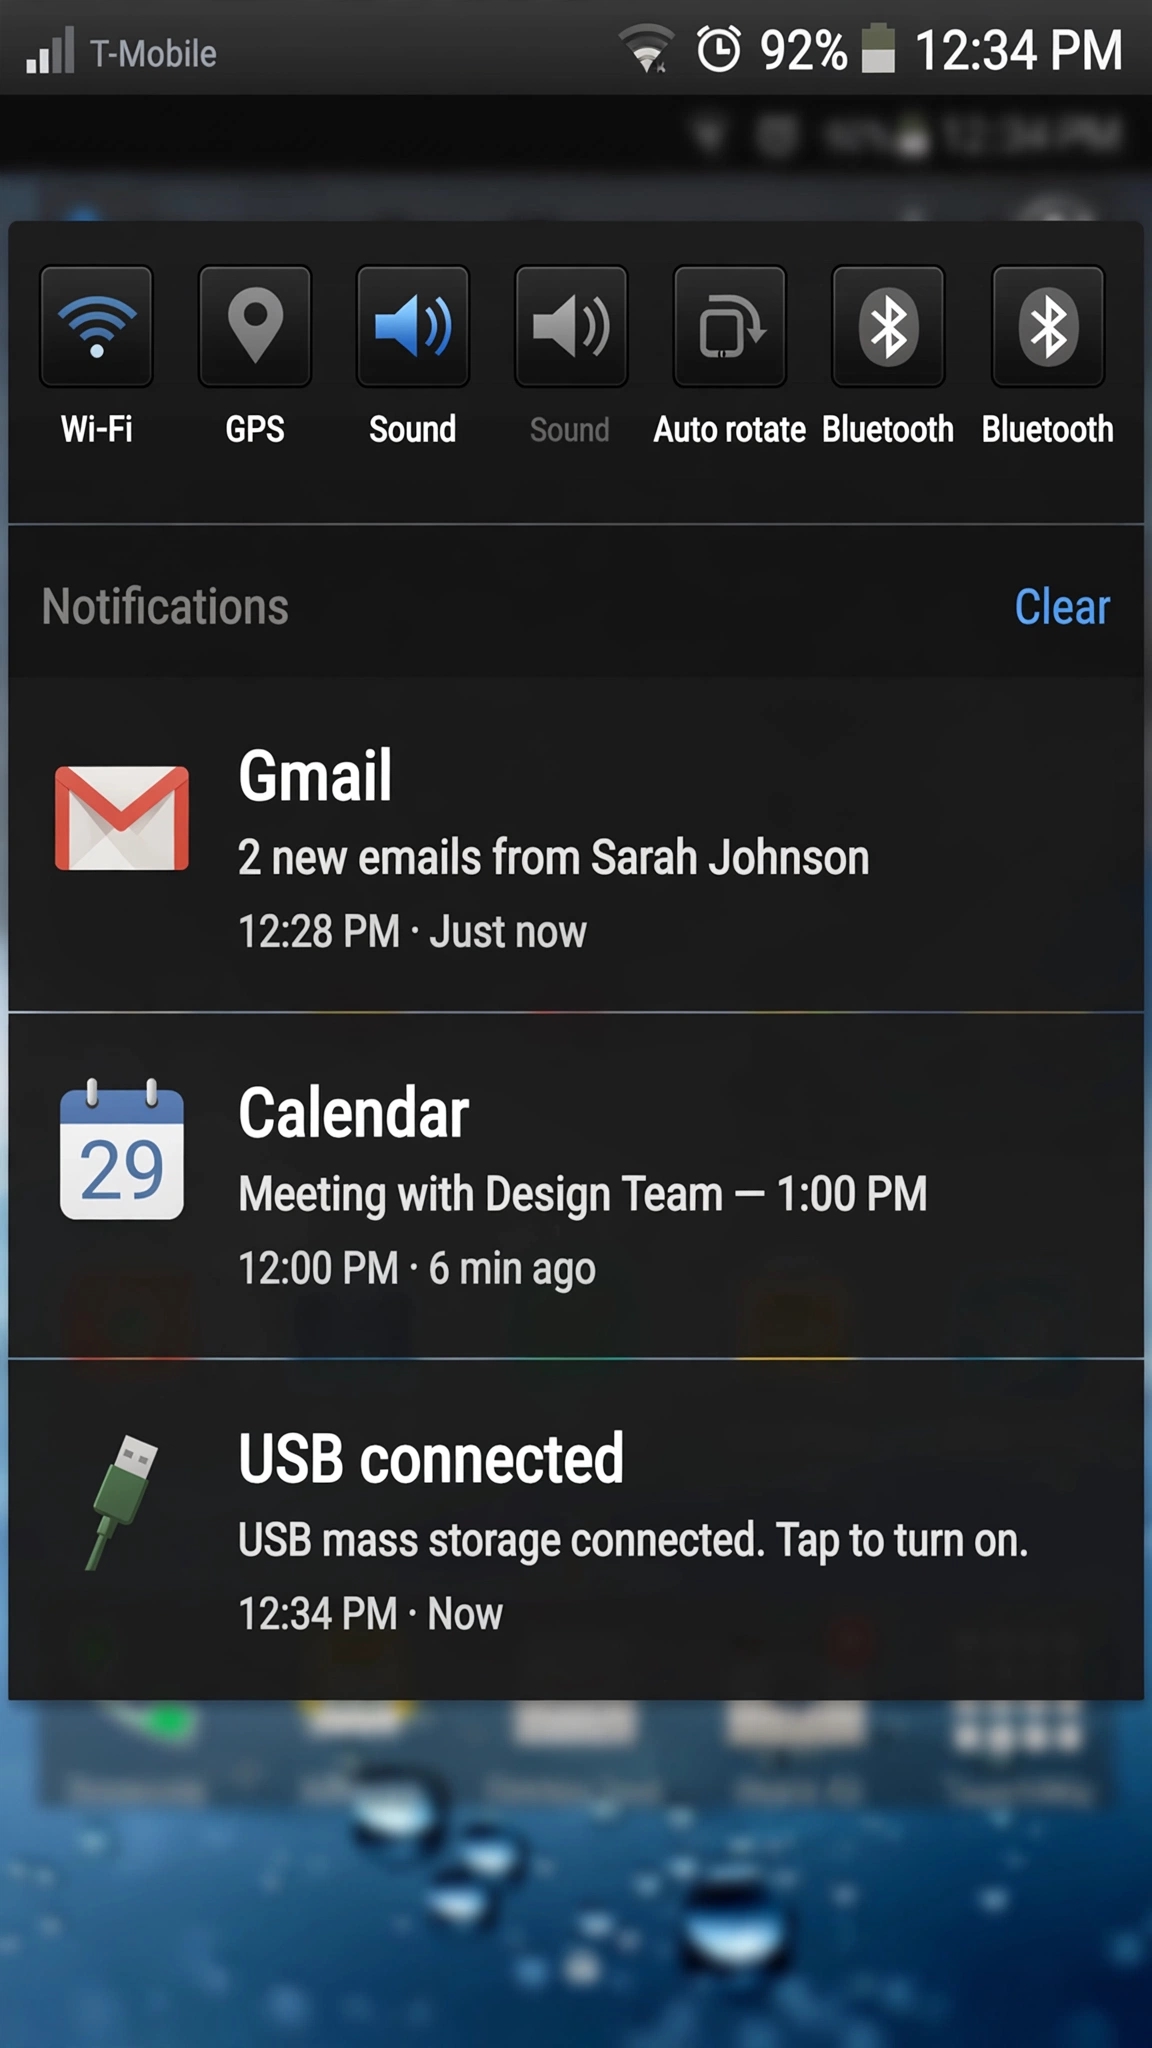 T-Mobile 92% 12:34 PM
12:34 PM
Wi-Fi GPS Sound Sound Auto rotate Bluetooth Bluetooth
Notifications Clear
Gmail
2 new emails from Sarah Johnson
12:28 PM · Just now
29
Calendar
Meeting with Design Team — 1:00 PM
12:00 PM · 6 min ago
USB connected
USB mass storage connected. Tap to turn on.
12:34 PM · Now